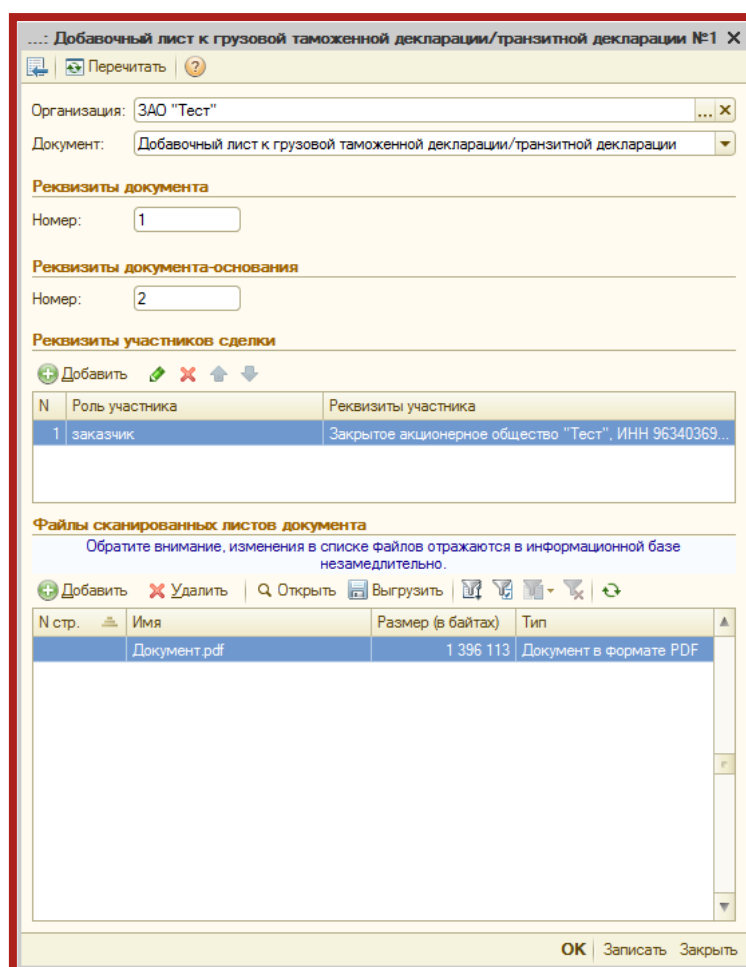 ...: Добавочный лист к грузовой таможенной декларации/транзитной декларации №1
Перечитать
Организация: ЗАО "Тест"
Документ: Добавочный лист к грузовой таможенной декларации/транзитной декларации
Реквизиты документа
Номер: 1
Реквизиты документа-основания
Номер: 2
Реквизиты участников сделки
Добавить
N Роль участника Реквизиты участника
1 заказчик Закрытое акционерное общество "Тест", ИНН 96340369...
Файлы сканированных листов документа
Обратите внимание, изменения в списке файлов отражаются в информационной базе
незамедлительно.
Добавить Удалить Открыть Выгрузить
N стр. Имя Размер (в байтах) Тип
Документ.pdf 1 396 113 Документ в формате PDF
OK Записать Закрыть